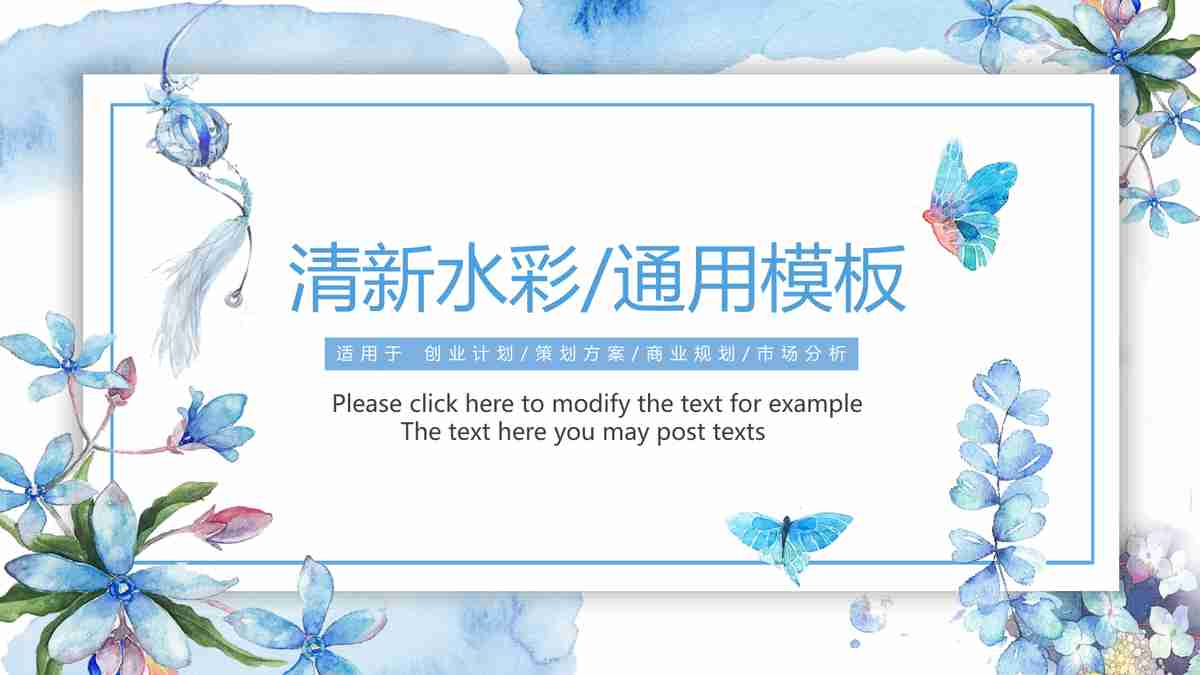 清新水彩/通用模板
适用于 创业计划/策划方案/商业规划/市场分析
Please click here to modify the text for example
The text here you may post texts